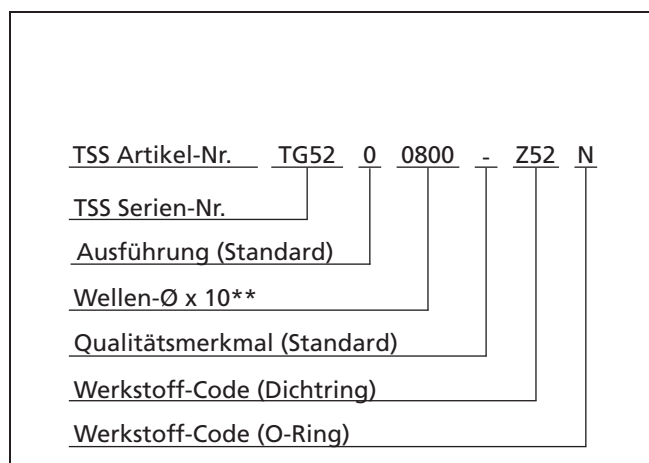 TSS Artikel-Nr. TG52 0 0800 - Z52 N
TSS Serien-Nr.
Ausführung (Standard)
Wellen-Ø x 10**
Qualitätsmerkmal (Standard)
Werkstoff-Code (Dichtring)
Werkstoff-Code (O-Ring)